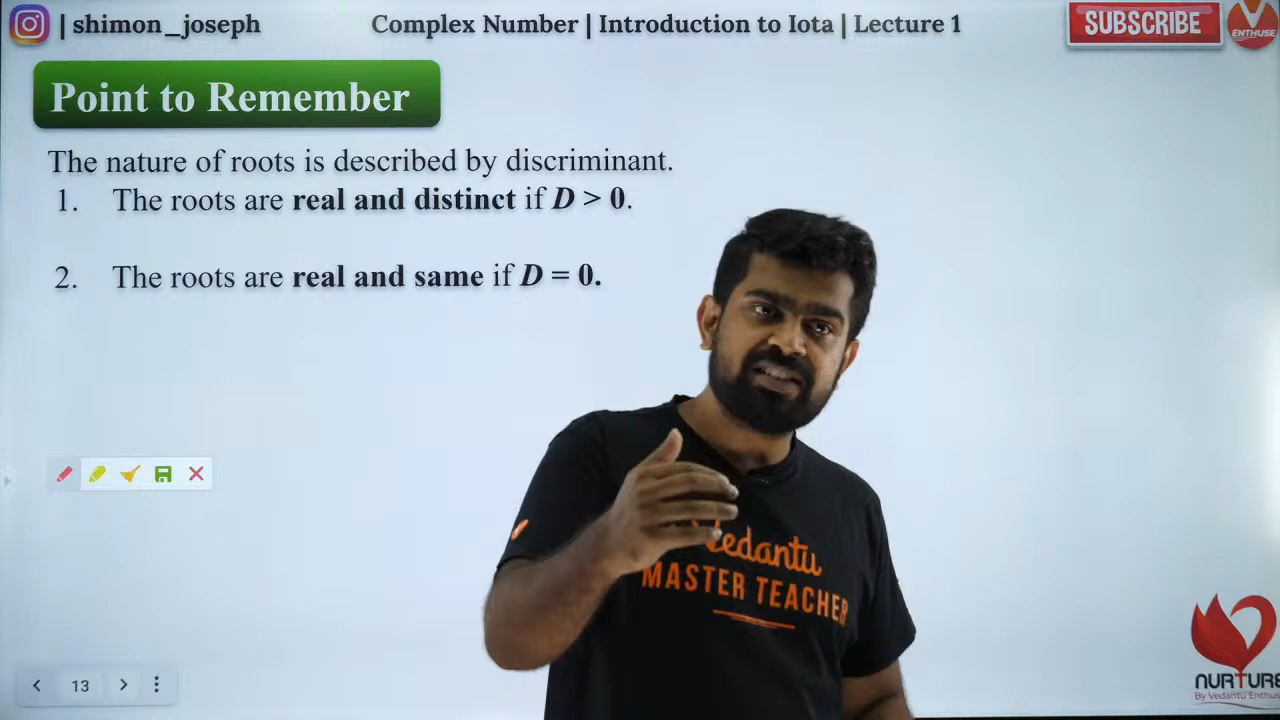 | shimon_joseph
Complex Number | Introduction to Iota | Lecture 1
SUBSCRIBE
V
ENTHUSE
Point to Remember
The nature of roots is described by discriminant.
1. The roots are real and distinct if D > 0.
2. The roots are real and same if D = 0.
Vedantu
MASTER TEACHER
13
NURTURE
By Vedantu Enthus